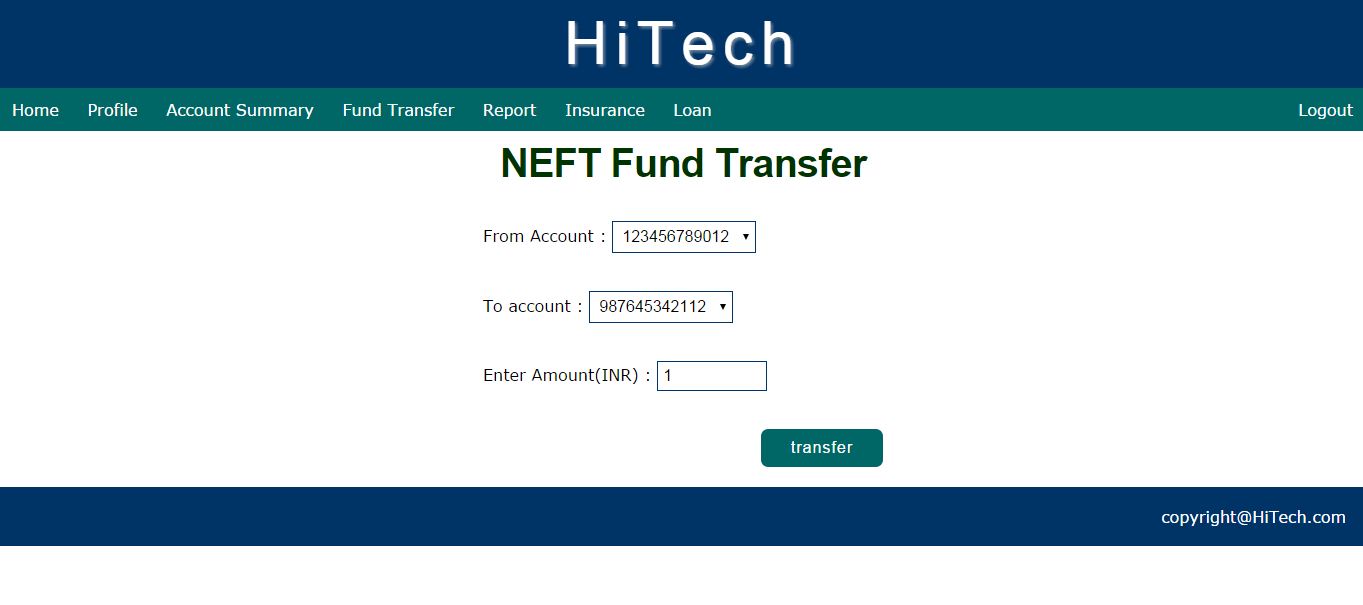 HiTech
Home Profile Account Summary Fund Transfer Report Insurance Loan Logout
NEFT Fund Transfer
From Account : 123456789012
To account : 987645342112
Enter Amount(INR) : 1
transfer
copyright@HiTech.com